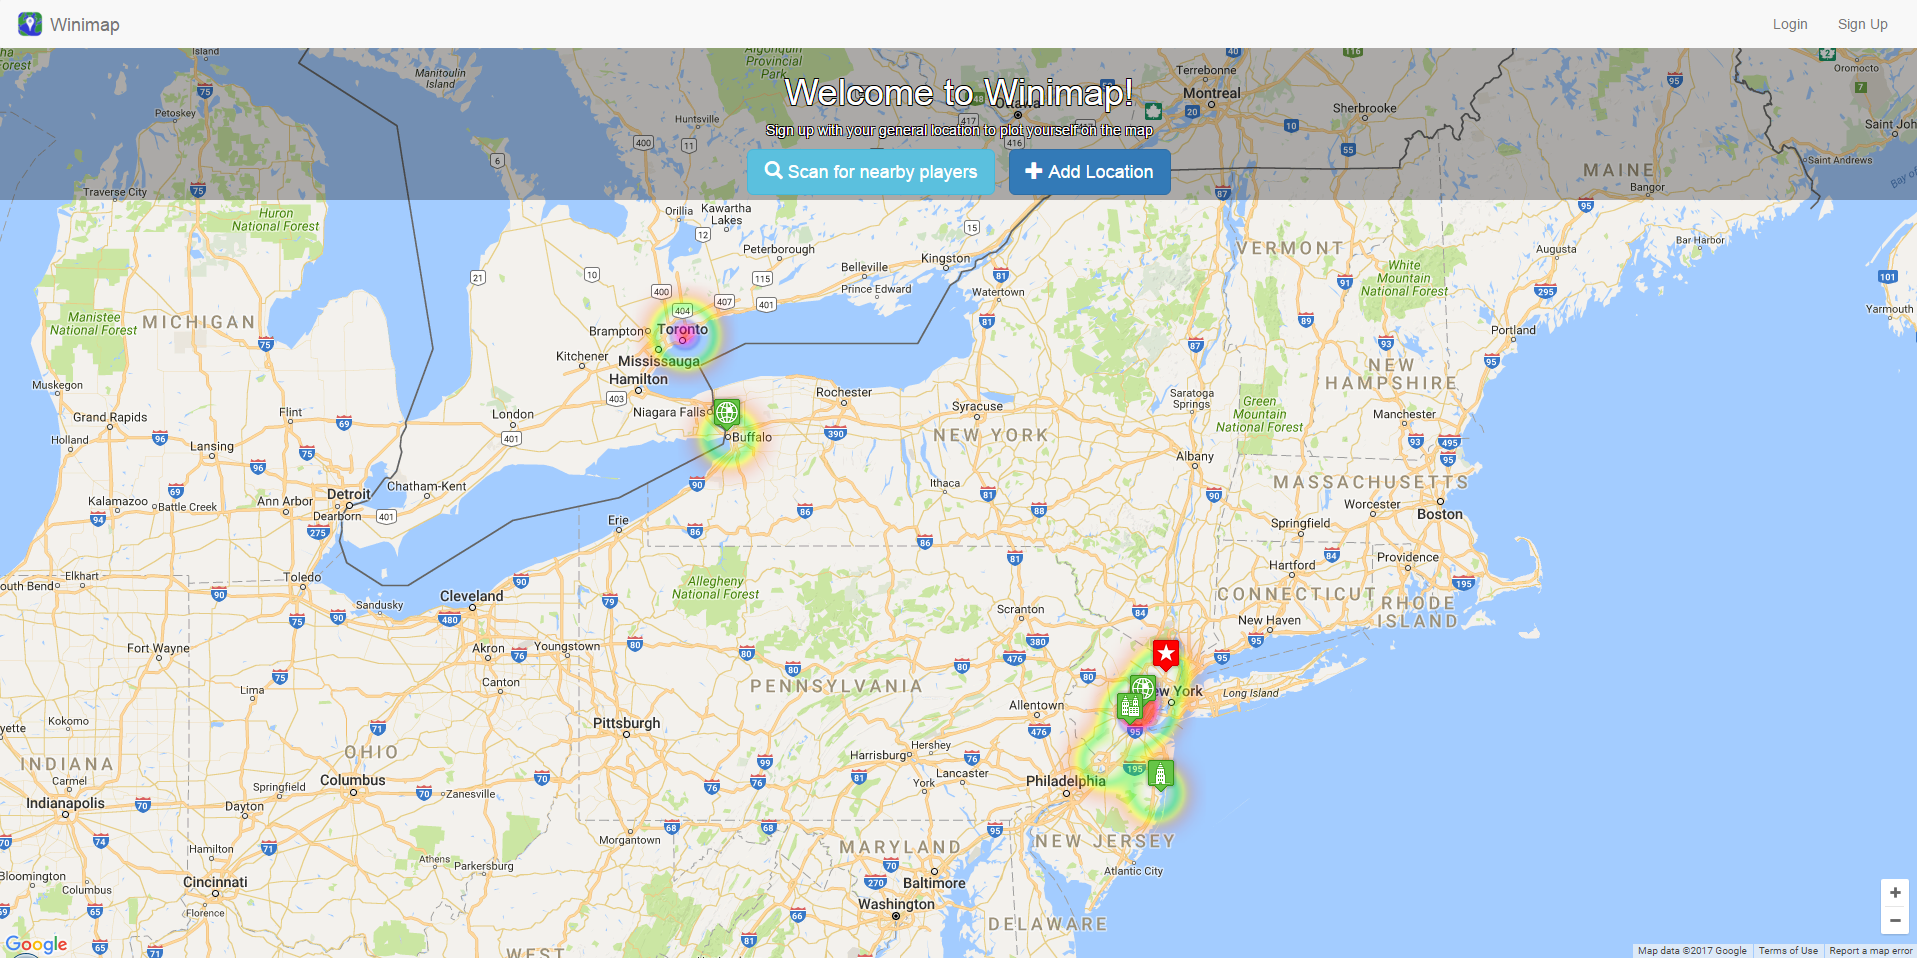 Winimap
Login
Sign Up
Welcome to Winimap!
Sign up with your general location to plot yourself on the map
Scan for nearby players
Add Location
Island
Manitoulin
Island
Algonquin
Provincial
Park
Terrebonne
Montreal
Ottawa
Sherbrooke
Oromocto
Saint Joh
Saint Andrews
Bay of
MAINE
Bangor
Petoskey
Huntsville
Traverse City
Huron
National Forest
Orillia
Kawartha
Lakes
Peterborough
Belleville
Kingston
Prince Edward
Watertown
VERMONT
White
Mountain
National Forest
Augusta
Bar Harbor
Yarmouth
Portland
Manistee
National Forest
MICHIGAN
Brampton
Toronto
Mississauga
Kitchener
Hamilton
Niagara Falls
Buffalo
Rochester
Syracuse
Saratoga
Springs
Green
Mountain
National Forest
NEW
HAMPSHIRE
Manchester
Muskegon
Grand Rapids
Flint
London
Holland
Lansing
NEW YORK
Albany
MASSACHUSETTS
Worcester
Boston
Springfield
Ithaca
Kalamazoo
Battle Creek
Ann Arbor
Detroit
Dearborn
Chatham-Kent
Erie
Providence
Hartford
CONNECTICUT
RHODE
ISLAND
New Haven
outh Bend
Elkhart
Toledo
Sandusky
Cleveland
Allegheny
National Forest
Scranton
Fort Wayne
Akron
Youngstown
Canton
Lima
PENNSYLVANIA
Allentown
ew York
Long Island
Kokomo
yette
Pittsburgh
Harrisburg
Hershey
Lancaster
York
Philadelphia
OHIO
INDIANA
Carmel
Indianapolis
Springfield
Columbus
Dayton
Zanesville
Morgantown
MARYLAND
NEW JERSEY
Atlantic City
Hamilton
Athens
Parkersburg
Bloomington
Columbus
Cincinnati
Florence
Baltimore
Washington
DELAWARE
WEST
Google
Map data ©2017 Google
Terms of Use
Report a map error